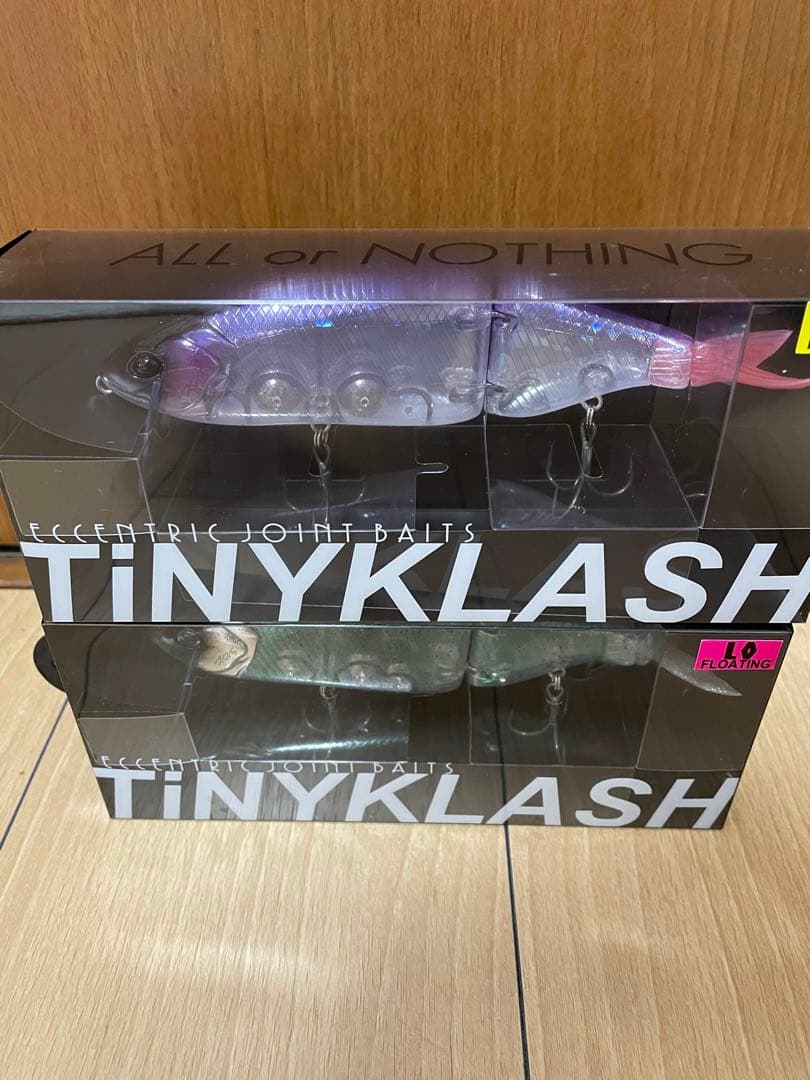 ALL or NOTHING
ECCENTRIC JOINT BAITS
TiNYKLASH
LO
FLOATING
ECCENTRIC JOINT BAITS
TiNYKLASH